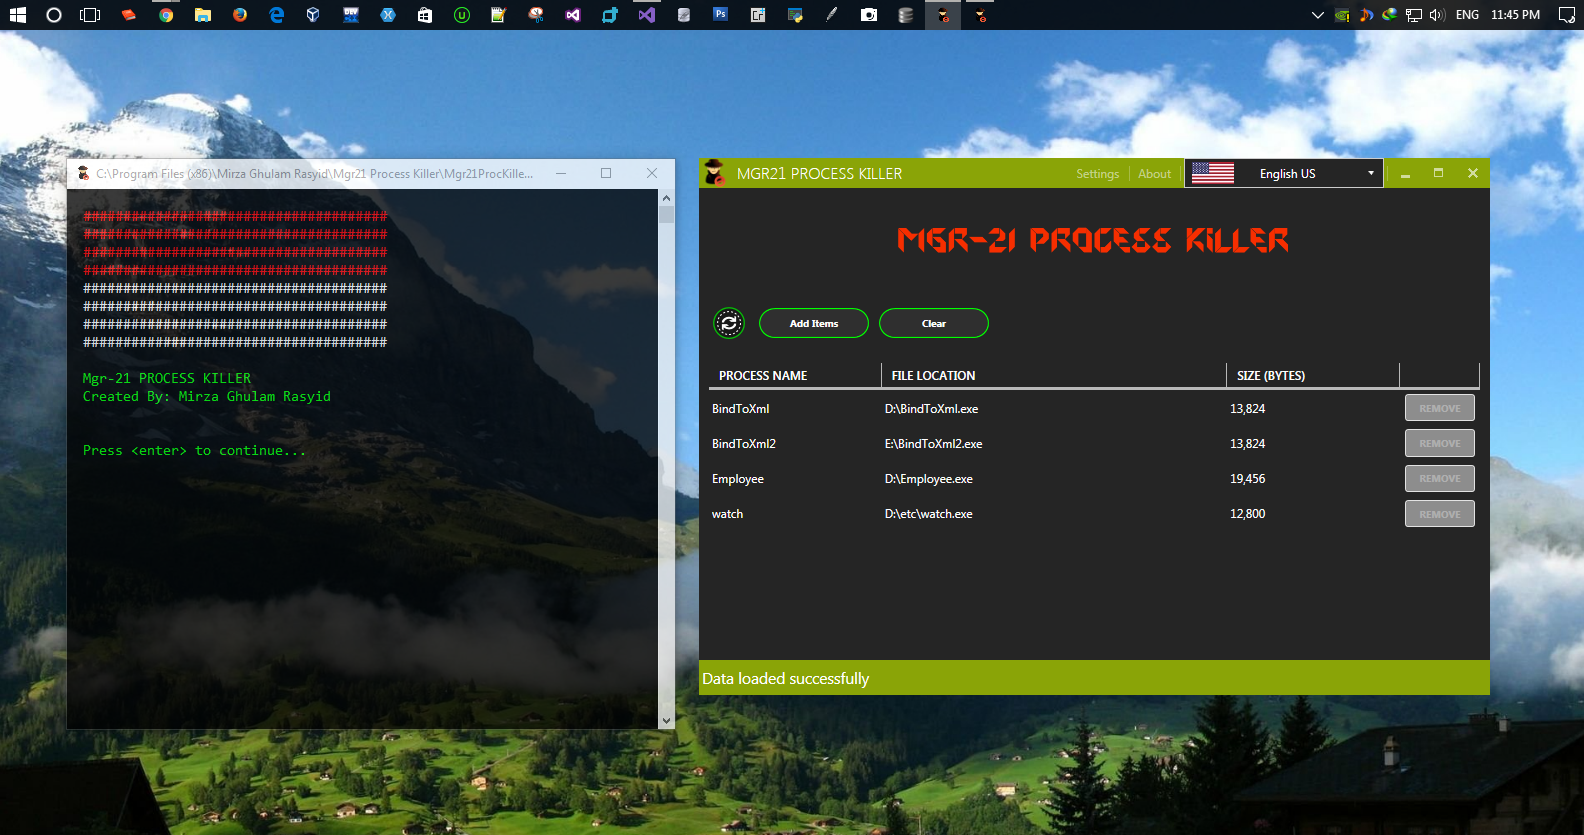 ENG 11:45 PM
C:\Program Files (x86)\Mirza Ghulam Rasyid\Mgr21 Process Killer\Mgr21ProcKille...
######################################
######################################
######################################
######################################
######################################
######################################
######################################
######################################
Mgr-21 PROCESS KILLER
Created By: Mirza Ghulam Rasyid
Press <enter> to continue...
MGR21 PROCESS KILLER Settings About English US
MGR-21 PROCESS KILLER
Add Items Clear
PROCESS NAME FILE LOCATION SIZE (BYTES)
BindToXml D:\BindToXml.exe 13,824 REMOVE
BindToXml2 E:\BindToXml2.exe 13,824 REMOVE
Employee D:\Employee.exe 19,456 REMOVE
watch D:\etc\watch.exe 12,800 REMOVE
Data loaded successfully